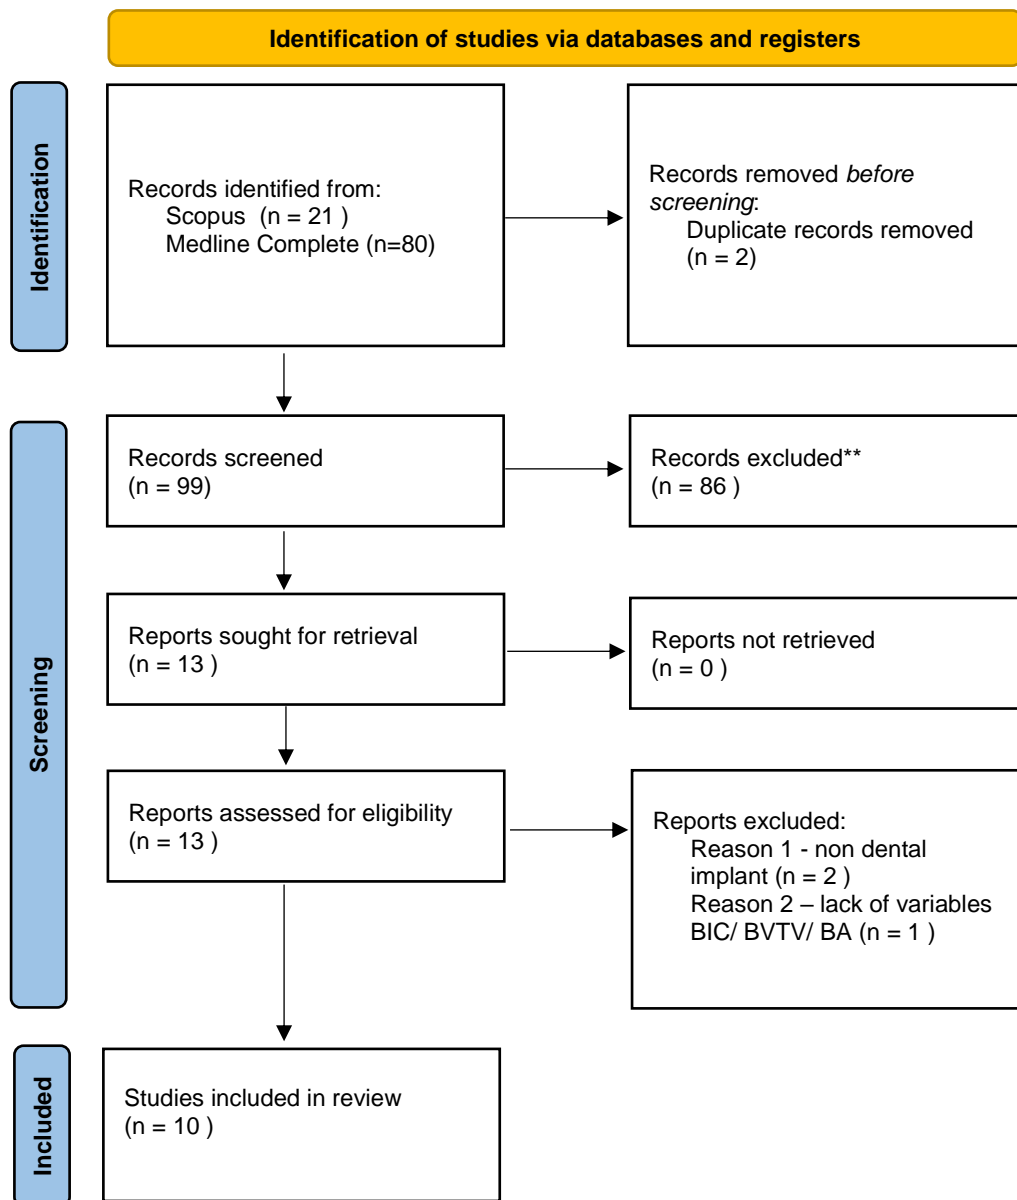 Identification of studies via databases and registers
Identification
Records identified from:
Scopus  (n = 21 )
Medline Complete (n=80)
Records removed before
screening:
Duplicate records removed
(n = 2)
Screening
Records screened
(n = 99)
Records excluded**
(n = 86 )
Reports sought for retrieval
(n = 13 )
Reports not retrieved
(n = 0 )
Reports assessed for eligibility
(n = 13 )
Reports excluded:
Reason 1 - non dental
implant (n = 2 )
Reason 2 – lack of variables
BIC/ BVTV/ BA (n = 1 )
Included
Studies included in review
(n = 10 )